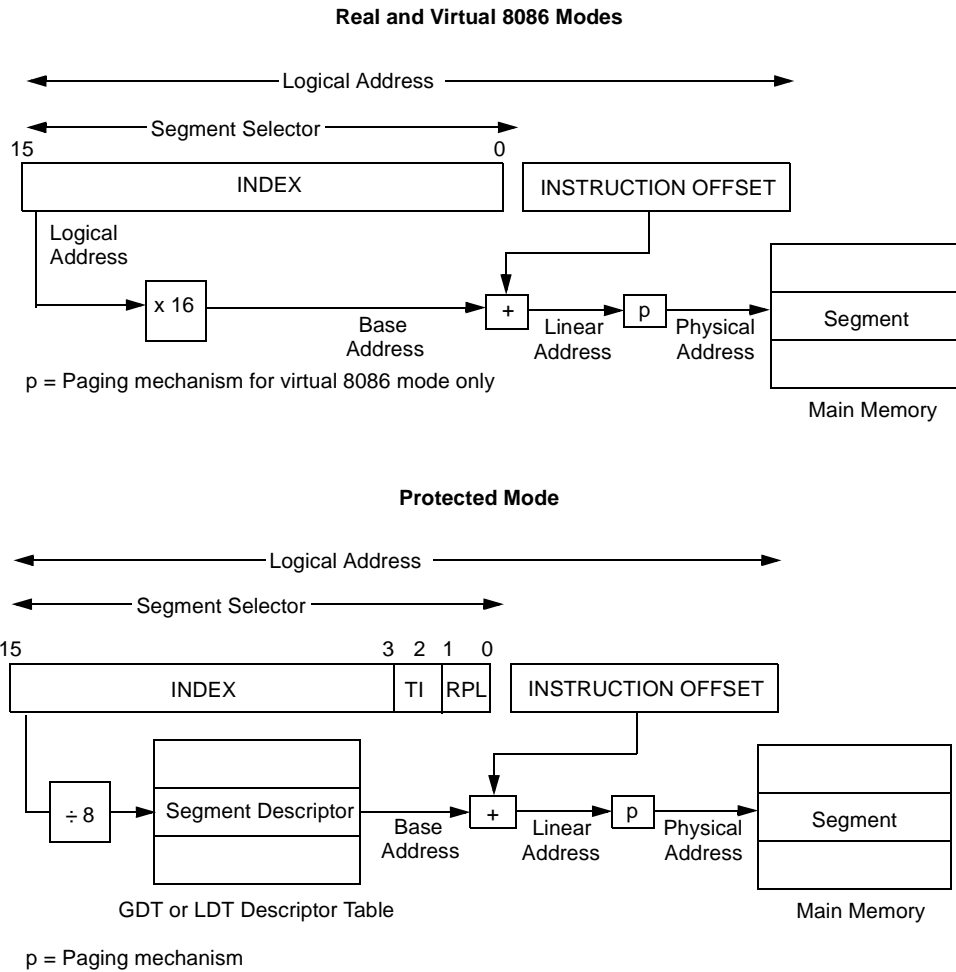 Real and Virtual 8086 Modes
Logical Address
Segment Selector
15 0
INDEX
INSTRUCTION OFFSET
Logical
Address
x 16
Base
Address
+
Linear
Address
p
Physical
Address
Segment
Main Memory
p = Paging mechanism for virtual 8086 mode only
Protected Mode
Logical Address
Segment Selector
15 3 2 1 0
INDEX
TI
RPL
INSTRUCTION OFFSET
÷ 8
Segment Descriptor
Base
Address
+
Linear
Address
p
Physical
Address
Segment
GDT or LDT Descriptor Table
Main Memory
p = Paging mechanism